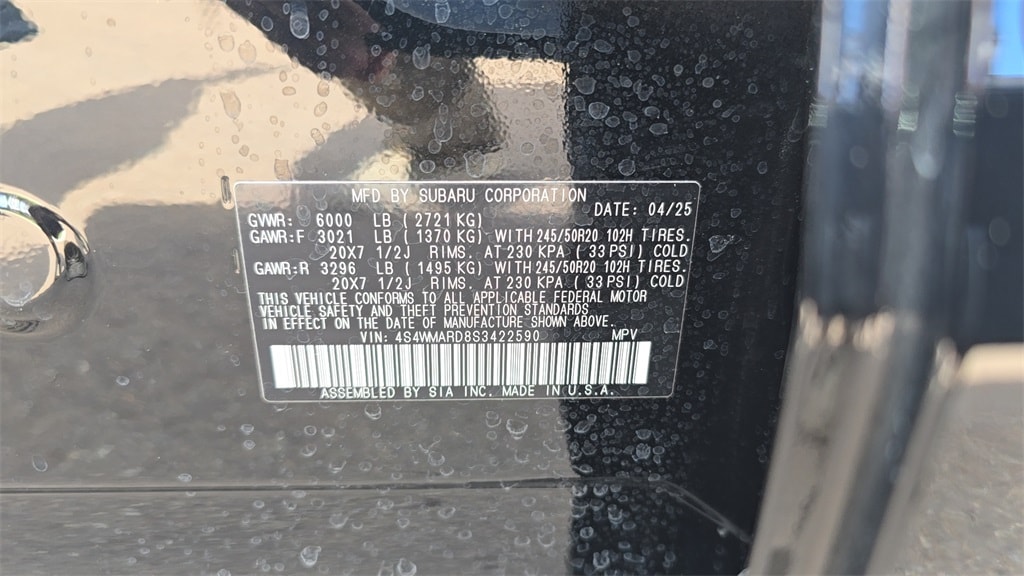 MFD BY SUBARU CORPORATION
DATE: 04/25
GVWR: 6000 LB (2721 KG)
GAWR:F 3021 LB (1370 KG) WITH 245/50R20 102H TIRES.
20X7 1/2J RIMS. AT 230 KPA (33 PSI) COLD
GAWR:R 3296 LB (1495 KG) WITH 245/50R20 102H TIRES.
20X7 1/2J RIMS. AT 230 KPA (33 PSI) COLD
THIS VEHICLE CONFORMS TO ALL APPLICABLE FEDERAL MOTOR
VEHICLE SAFETY AND THEFT PREVENTION STANDARDS
IN EFFECT ON THE DATE OF MANUFACTURE SHOWN ABOVE.
VIN: 4S4WMARD8S3422590 MPV
ASSEMBLED BY SIA INC. MADE IN U.S.A.